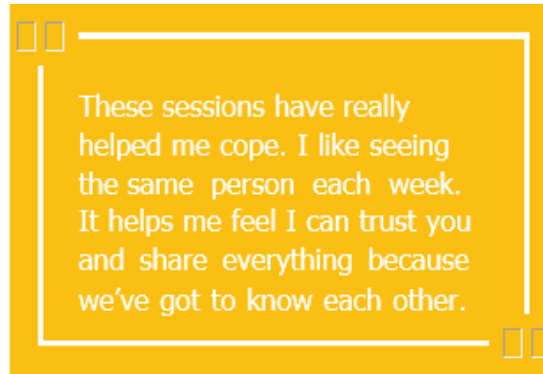 These sessions have really
helped me cope. I like seeing
the same person each week.
It helps me feel I can trust you
and share everything because
we’ve got to know each other.